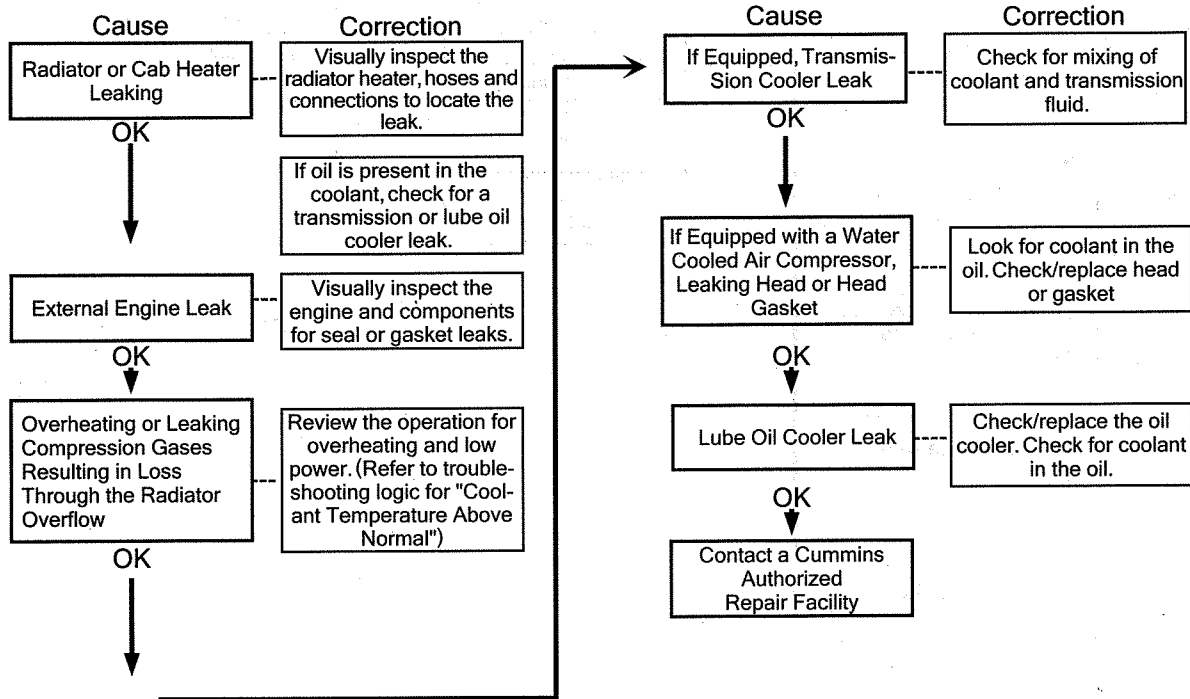 Cause
Correction
Radiator or Cab Heater
Leaking
Visually inspect the
radiator heater, hoses and
connections to locate the
leak.
OK
If oil is present in the
coolant, check for a
transmission or lube oil
cooler leak.
External Engine Leak
Visually inspect the
engine and components
for seal or gasket leaks.
OK
Overheating or Leaking
Compression Gases
Resulting in Loss
Through the Radiator
Overflow
Review the operation for
overheating and low
power. (Refer to trouble-
shooting logic for "Cool-
ant Temperature Above
Normal")
OK
Cause
Correction
If Equipped, Transmis-
Sion Cooler Leak
Check for mixing of
coolant and transmission
fluid.
OK
If Equipped with a Water
Cooled Air Compressor,
Leaking Head or Head
Gasket
Look for coolant in the
oil. Check/replace head
or gasket
OK
Lube Oil Cooler Leak
Check/replace the oil
cooler. Check for coolant
in the oil.
OK
Contact a Cummins
Authorized
Repair Facility